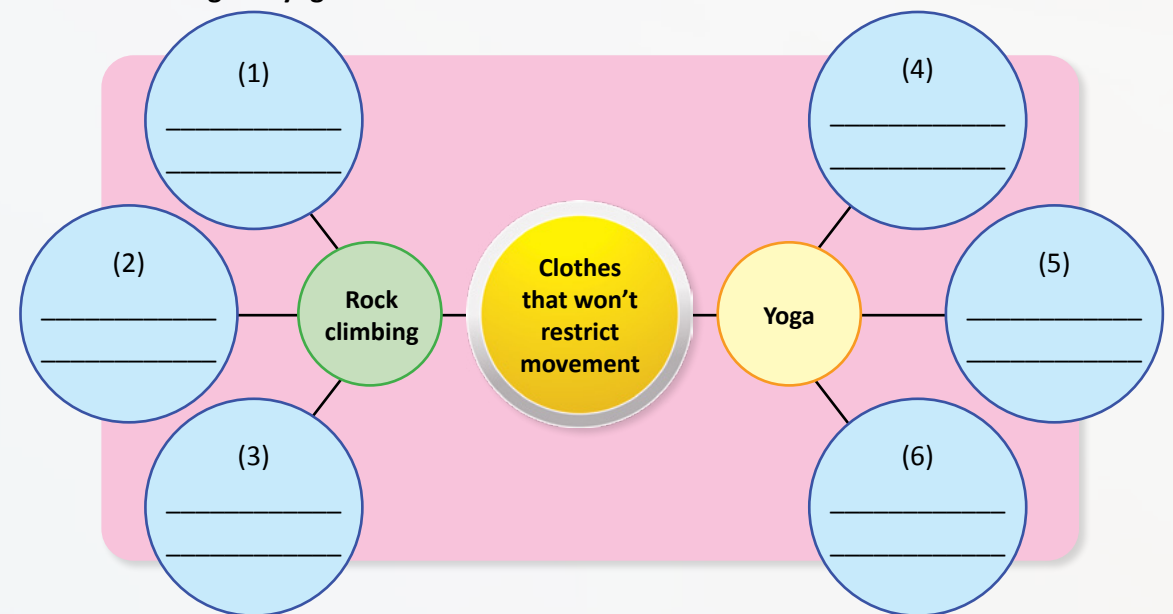 (1)
(4)
(2)
(5)
Rock
climbing
Clothes
that won't
restrict
movement
Yoga
(3)
(6)